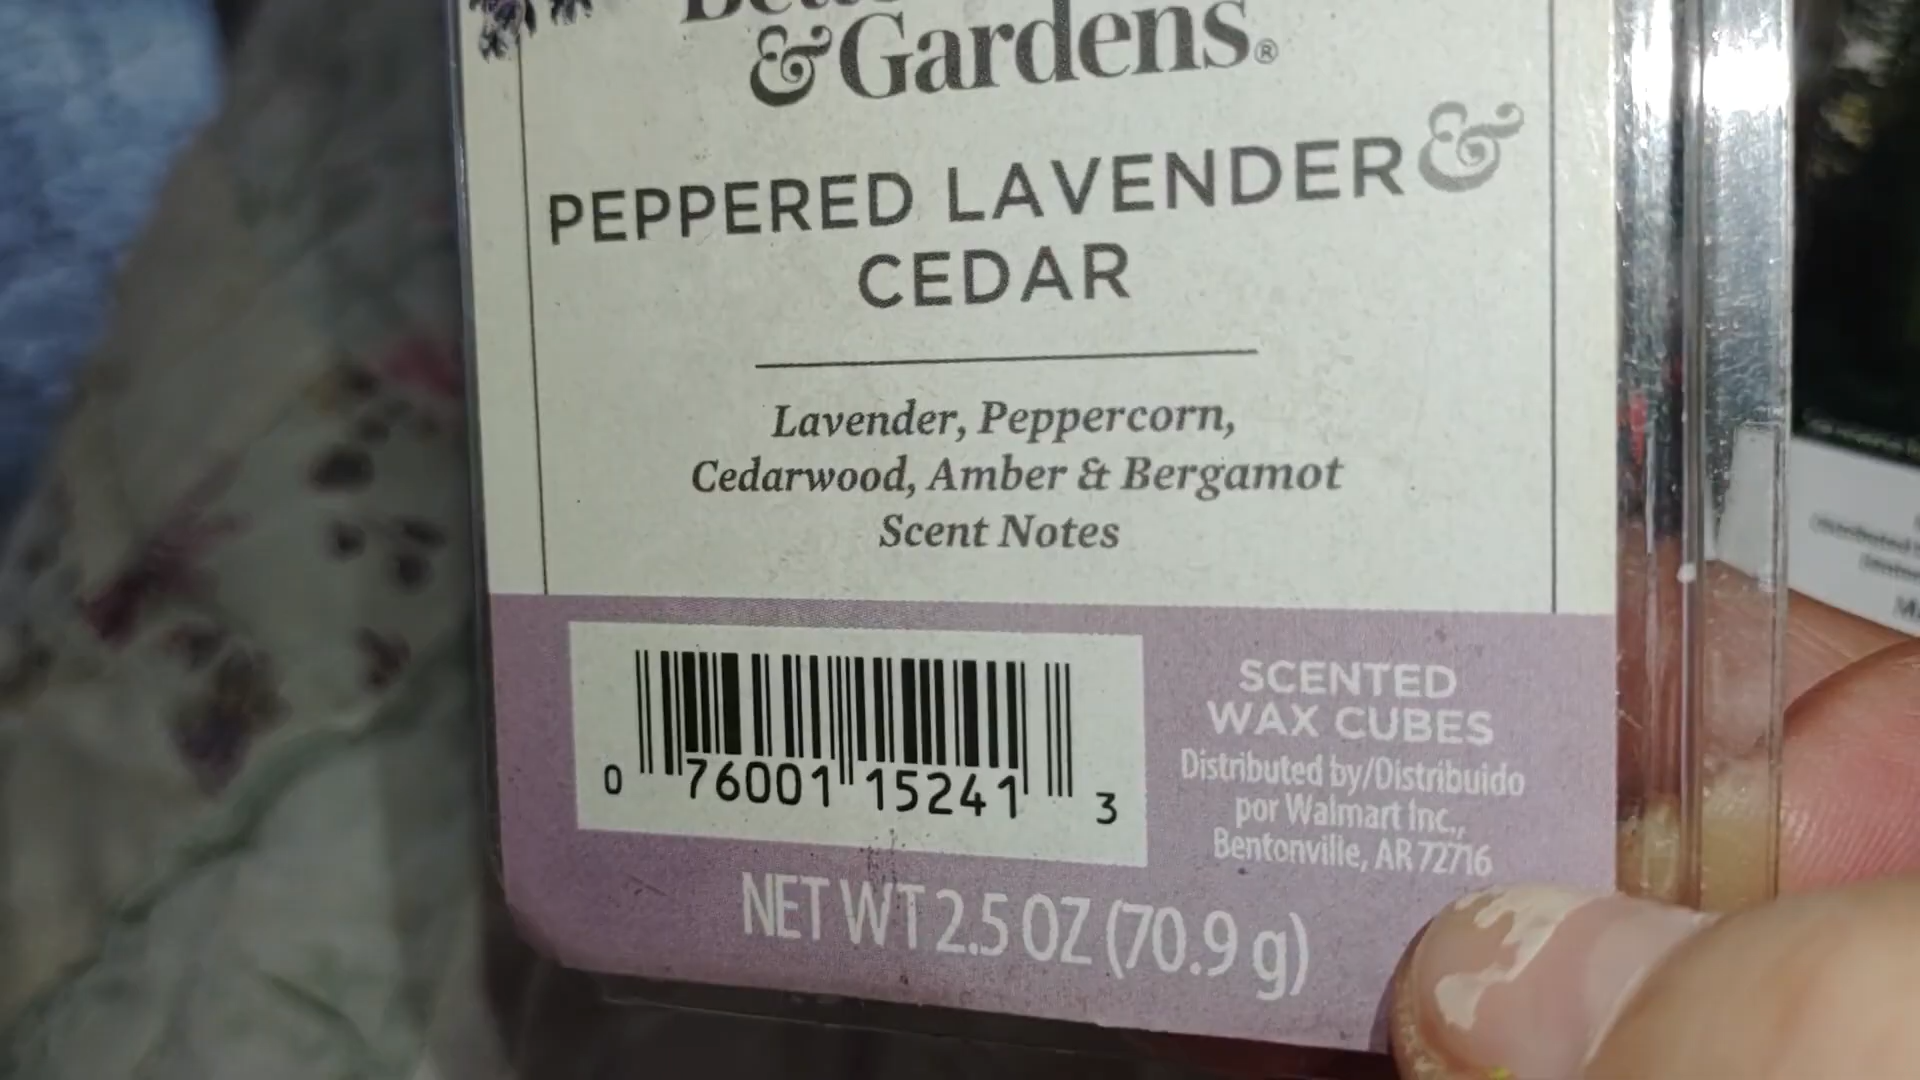 &Gardens®
PEPPERED LAVENDER &
CEDAR
Lavender, Peppercorn,
Cedarwood, Amber & Bergamot
Scent Notes
0 76001 15241 3
SCENTED
WAX CUBES
Distributed by/Distribuido
por Walmart Inc.,
Bentonville, AR 72716
NET WT 2.5 OZ (70.9 g)